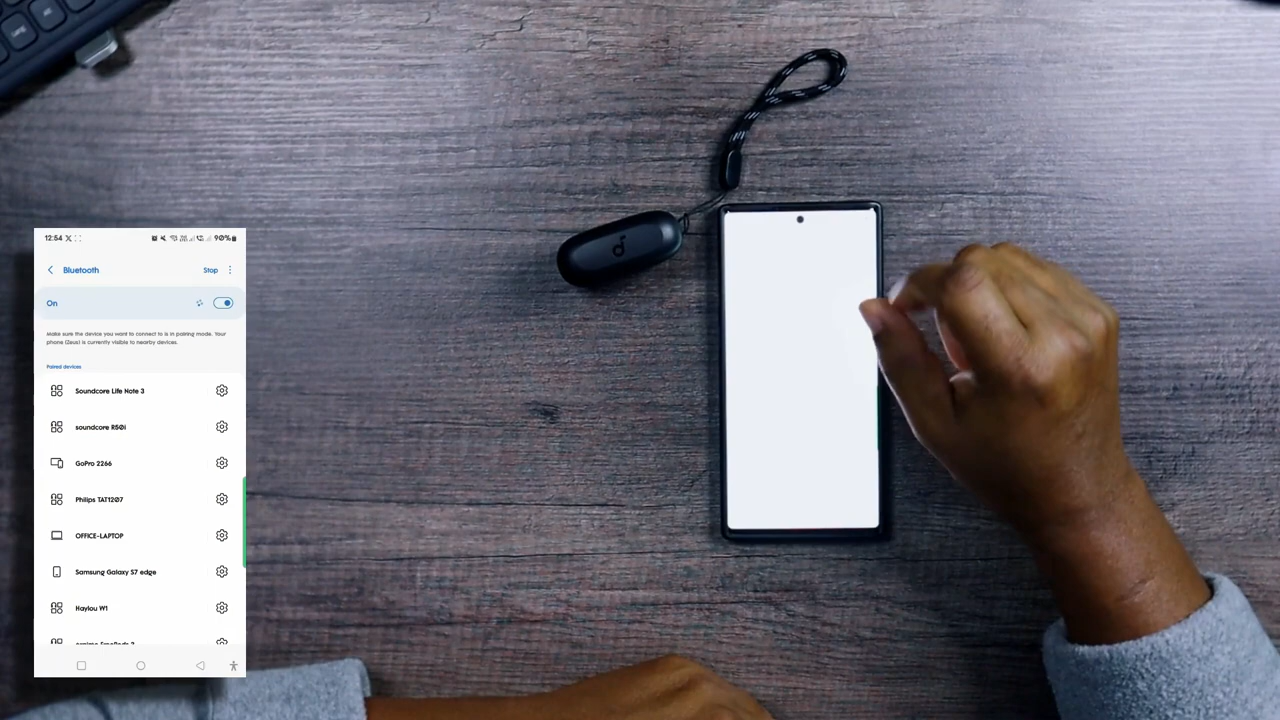 12:54
90%
Bluetooth
Stop
On
Make sure the device you want to connect to is in pairing mode. Your
phone (Zeus) is currently visible to nearby devices.
Paired devices
Soundcore Life Note 3
soundcore R50i
GoPro 2266
Philips TAT1207
OFFICE-LAPTOP
Samsung Galaxy S7 edge
Haylou W1